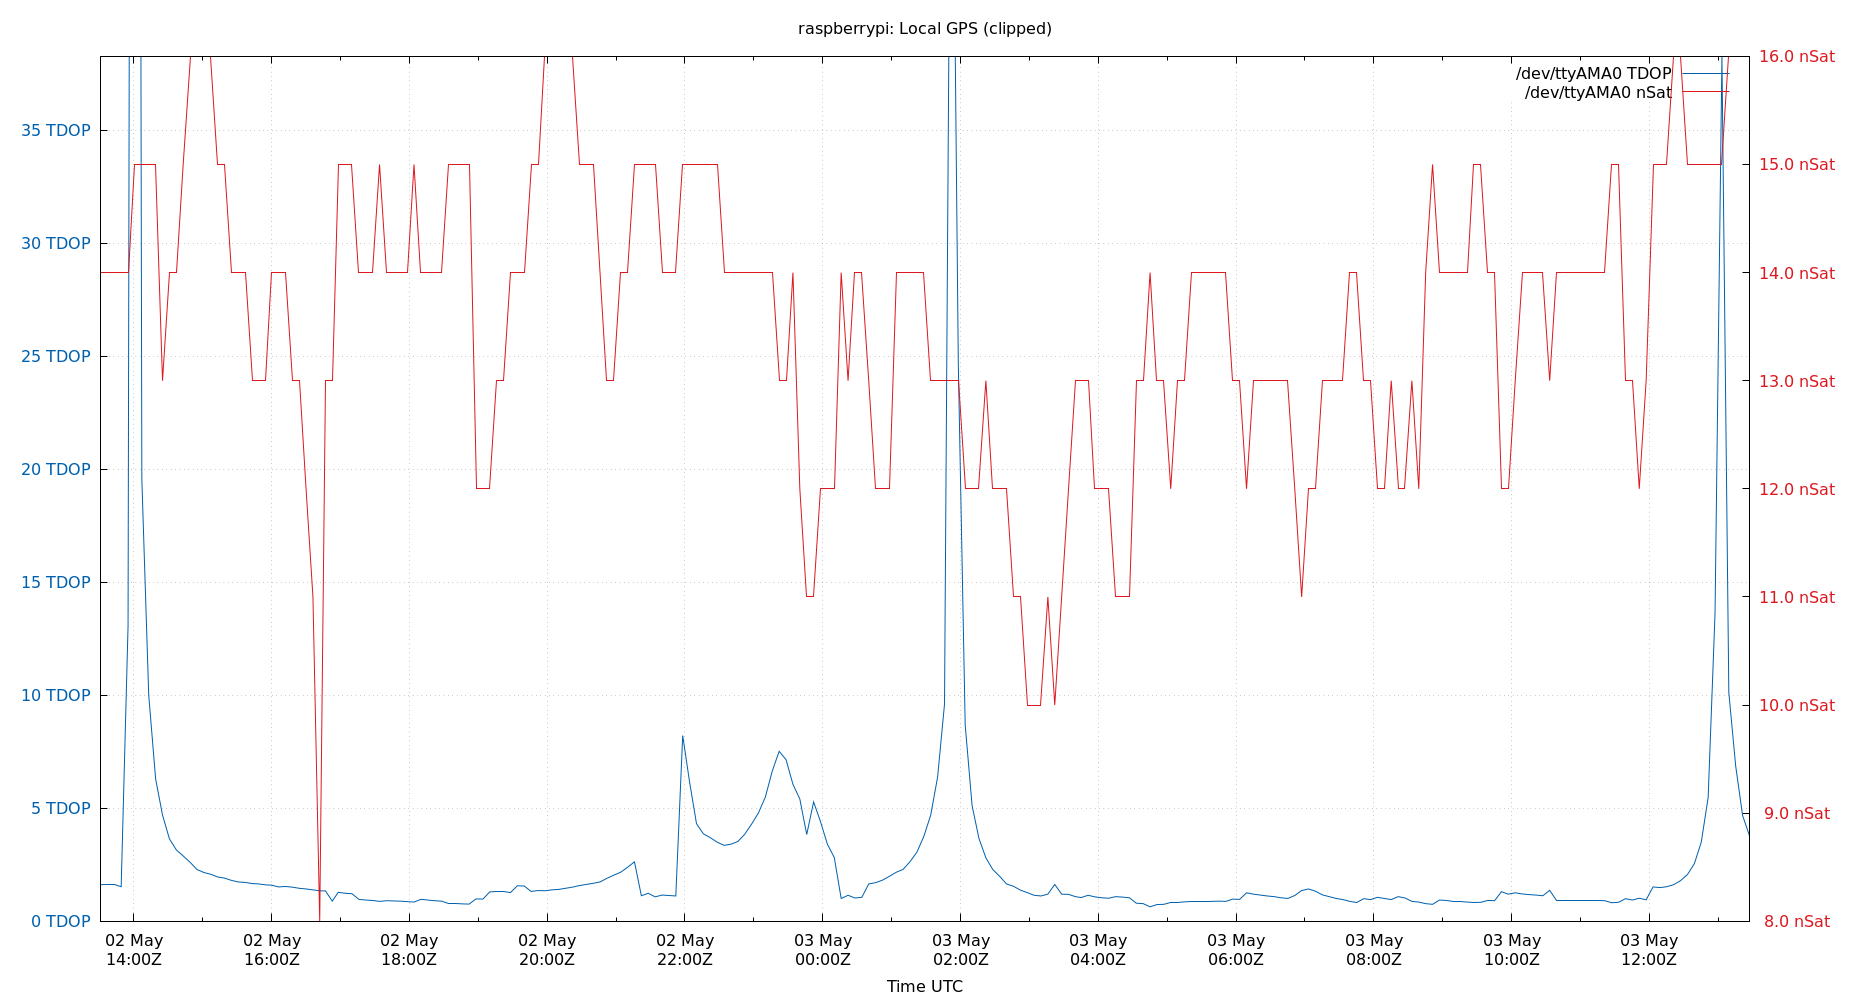 raspberrypi: Local GPS (clipped)
/dev/ttyAMA0 TDOP
/dev/ttyAMA0 nSat
35 TDOP
30 TDOP
25 TDOP
20 TDOP
15 TDOP
10 TDOP
5 TDOP
0 TDOP
16.0 nSat
15.0 nSat
14.0 nSat
13.0 nSat
12.0 nSat
11.0 nSat
10.0 nSat
9.0 nSat
8.0 nSat
02 May
14:00Z
02 May
16:00Z
02 May
18:00Z
02 May
20:00Z
02 May
22:00Z
03 May
00:00Z
03 May
02:00Z
03 May
04:00Z
03 May
06:00Z
03 May
08:00Z
03 May
10:00Z
03 May
12:00Z
Time UTC